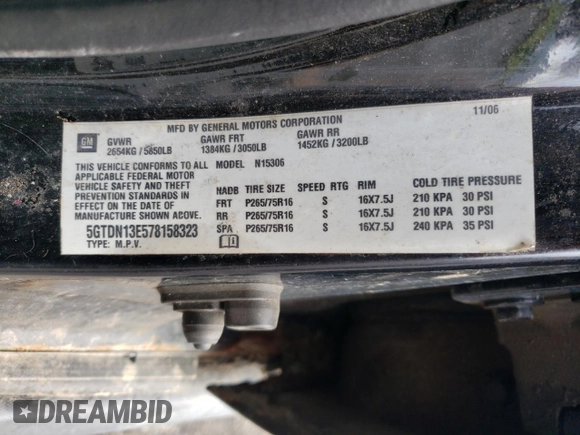 MFD BY GENERAL MOTORS CORPORATION 11/06
GM GVWR GAWR FRT GAWR RR
2654KG / 5850LB 1384KG / 3050LB 1452KG / 3200LB
THIS VEHICLE CONFORMS TO ALL MODEL N15306
APPLICABLE FEDERAL MOTOR
VEHICLE SAFETY AND THEFT
PREVENTION STANDARDS IN
EFFECT ON THE DATE OF
MANUFACTURE SHOWN ABOVE.
5GTDN13E578158323
TYPE: M.P.V.
NADB TIRE SIZE SPEED RTG RIM COLD TIRE PRESSURE
FRT P265/75R16 S 16X7.5J 210 KPA 30 PSI
RR P265/75R16 S 16X7.5J 210 KPA 30 PSI
SPA P265/75R16 S 16X7.5J 240 KPA 35 PSI
DREAMBID